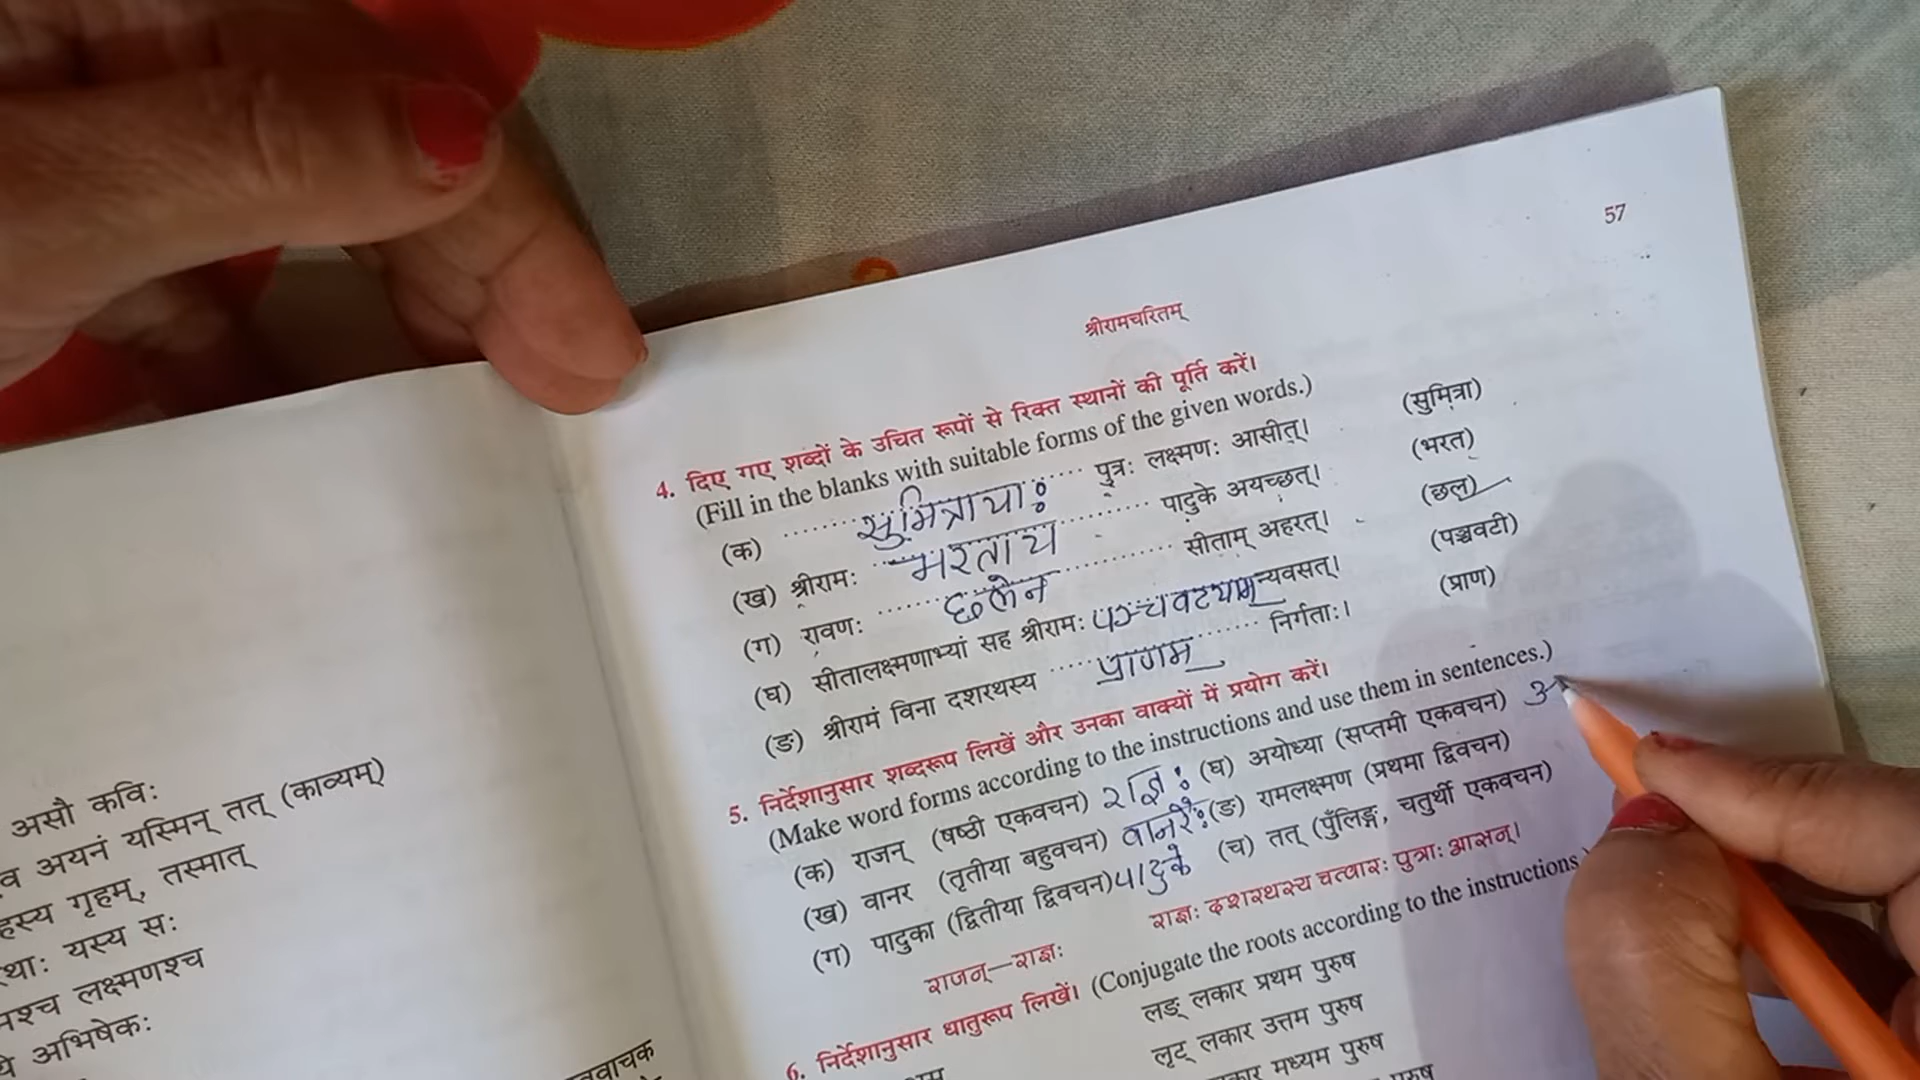 असौ कविः
व अयनं यस्मिन् तत् (काव्यम्)
हस्य गृहम्, तस्मात्
थाः यस्य सः
मश्च लक्ष्मणश्च
ये अभिषेकः
57
श्रीरामचरितम्
4. दिए गए शब्दों के उचित रूपों से रिक्त स्थानों की पूर्ति करें।
(Fill in the blanks with suitable forms of the given words.)
(क) सुमित्रायाः पुत्रः लक्ष्मणः आसीत्। (सुमित्रा)
(ख) श्रीरामः भरताय पादुके अयच्छत्। (भरत)
(ग) रावणः छलेन सीताम् अहरत्। (छल)
(घ) सीतालक्ष्मणाभ्यां सह श्रीरामः पञ्चवटयाम् न्यवसत्। (पञ्चवटी)
(ङ) श्रीरामं विना दशरथस्य प्राणम निर्गताः। (प्राण)
5. निर्देशानुसार शब्दरूप लिखें और उनका वाक्यों में प्रयोग करें।
(Make word forms according to the instructions and use them in sentences.)
(क) राजन् (षष्ठी एकवचन) राज्ञिः (घ) अयोध्या (सप्तमी एकवचन)
(ख) वानर (तृतीया बहुवचन) वानरैः (ङ) रामलक्ष्मण (प्रथमा द्विवचन)
(ग) पादुका (द्वितीया द्विवचन) पादुके (च) तत् (पुँलिङ्ग, चतुर्थी एकवचन)
राजन्—राज्ञः राज्ञः दशरथस्य चत्वारः पुत्राः आसन्।
6. निर्देशानुसार धातुरूप लिखें। (Conjugate the roots according to the instructions.)
लङ् लकार प्रथम पुरुष
लृट् लकार उत्तम पुरुष
कार मध्यम पुरुष
पुरुष